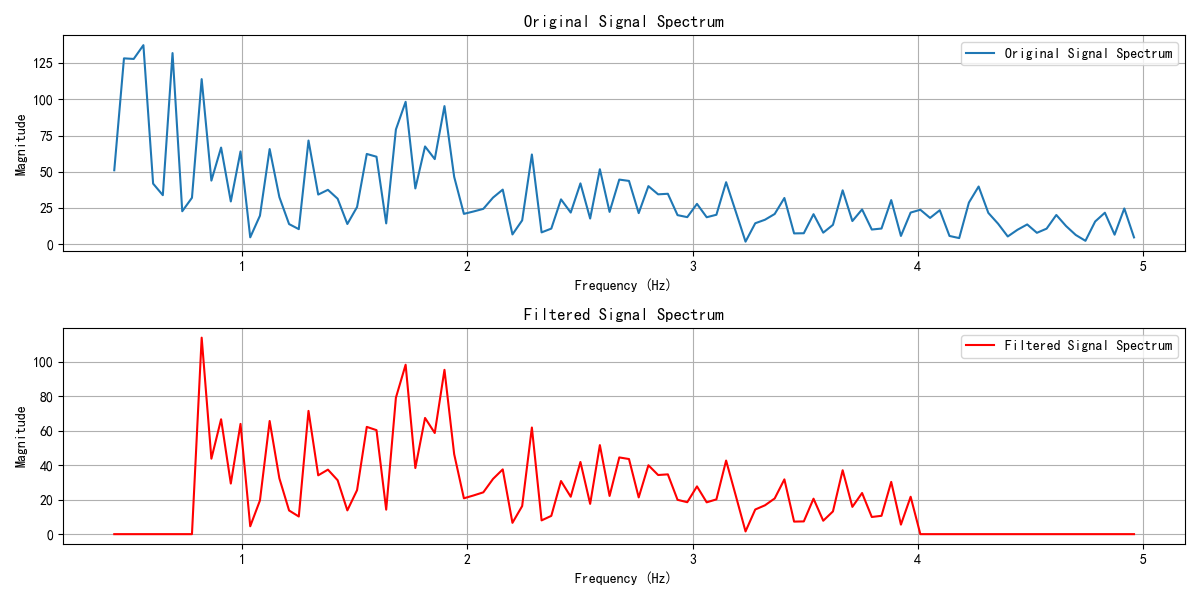 Original Signal Spectrum
Original Signal Spectrum
Magnitude
125
100
75
50
25
0
1
2
3
4
5
Frequency (Hz)
Filtered Signal Spectrum
Filtered Signal Spectrum
Magnitude
100
80
60
40
20
0
1
2
3
4
5
Frequency (Hz)